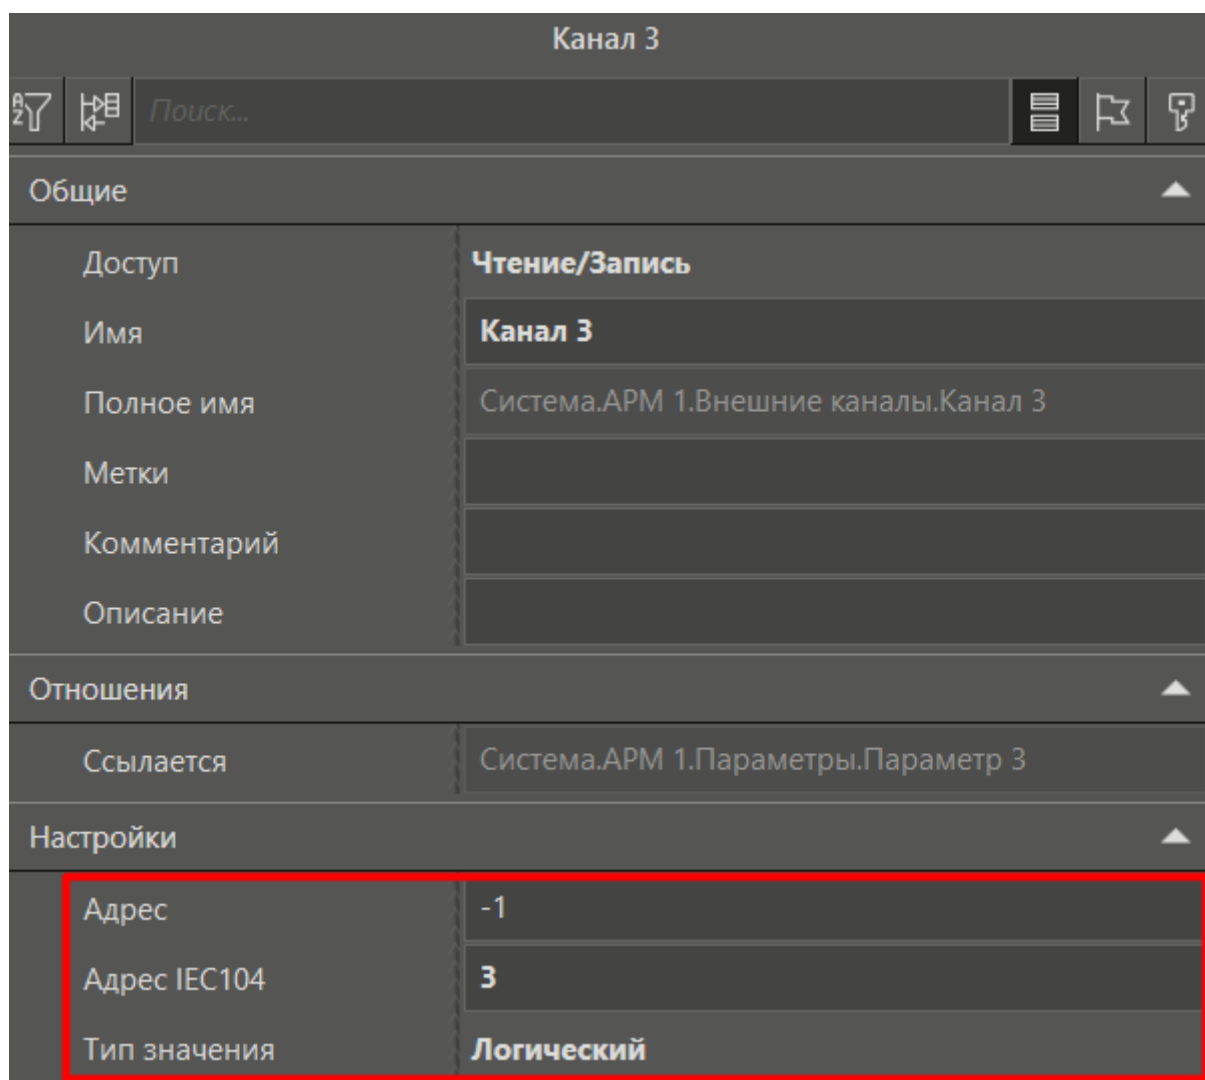 Канал 3
Поиск...
Общие
Доступ Чтение/Запись
Имя Канал 3
Полное имя Система.АРМ 1.Внешние каналы.Канал 3
Метки
Комментарий
Описание
Отношения
Ссылается Система.АРМ 1.Параметры.Параметр 3
Настройки
Адрес -1
Адрес IEC104 3
Тип значения Логический